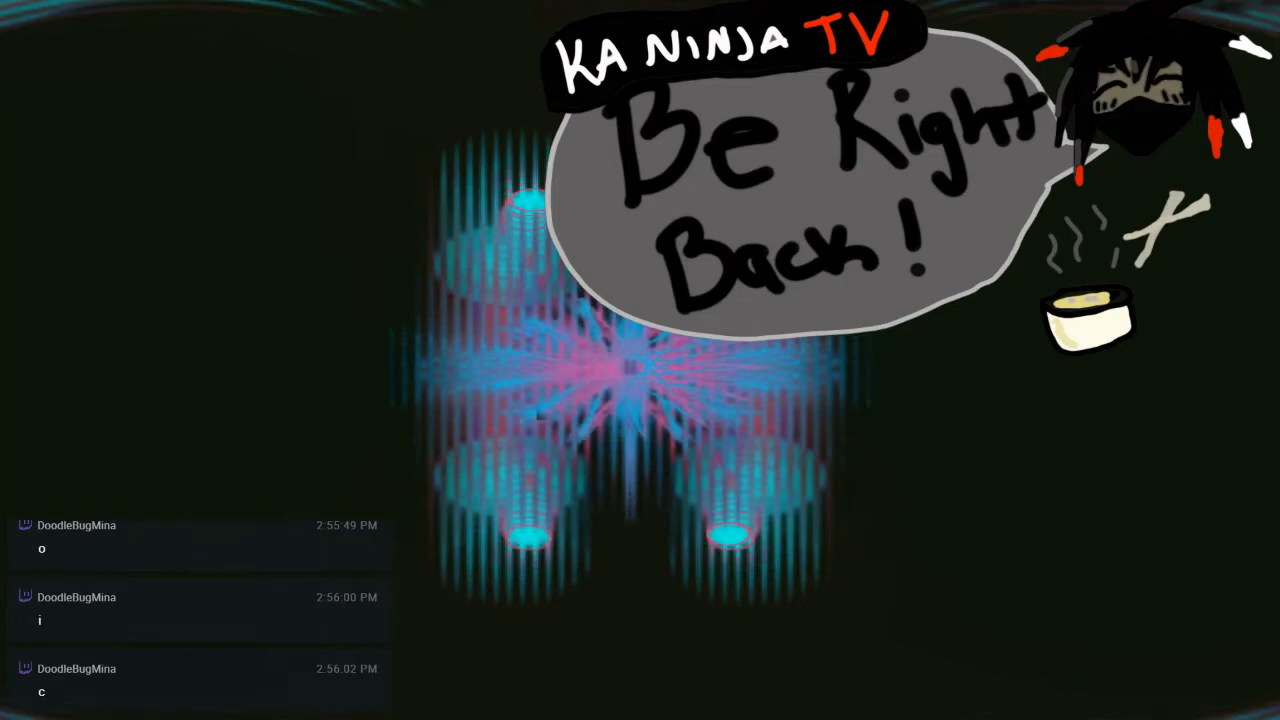 KA NINJA TV
Be Right
Back!
DoodleBugMina 2:55:49 PM
o
DoodleBugMina 2:56:00 PM
i
DoodleBugMina 2:56:02 PM
c